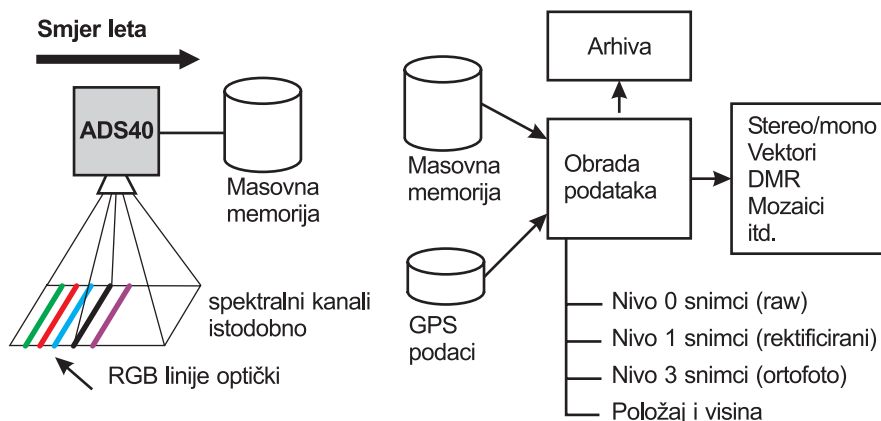 Smjer leta
ADS40
Masovna
memorija
spektralni kanali
istodobno
RGB linije optički
Arhiva
Masovna
memorija
Obrada
podataka
Stereo/mono
Vektori
DMR
Mozaici
itd.
GPS
podaci
Nivo 0 snimci (raw)
Nivo 1 snimci (rektificirani)
Nivo 3 snimci (ortofoto)
Položaj i visina